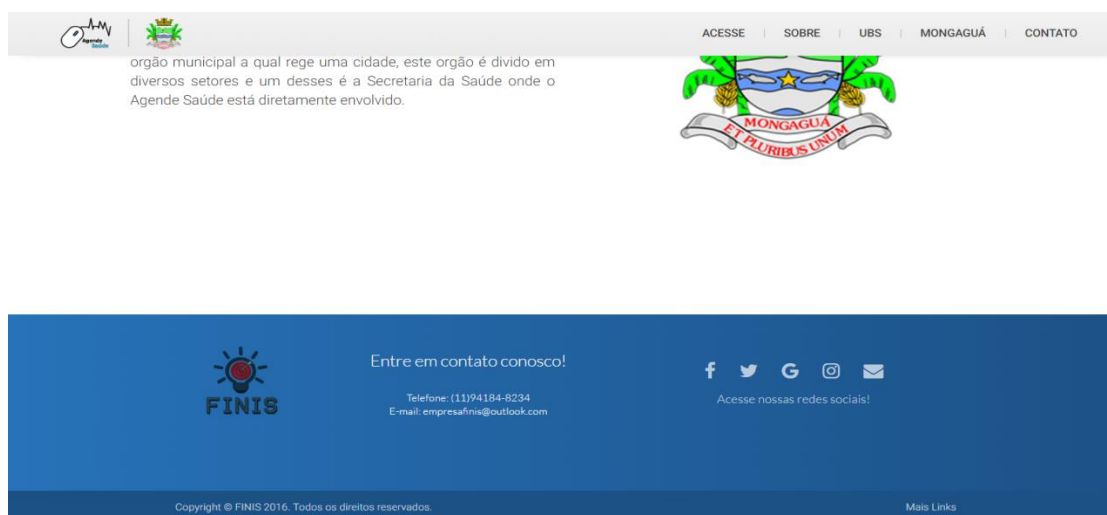 Agende
Saúde
ACESSE | SOBRE | UBS | MONGAGUÁ | CONTATO
orgão municipal a qual rege uma cidade, este orgão é divido em
diversos setores e um desses é a Secretaria da Saúde onde o
Agende Saúde está diretamente envolvido.
MONGAGUÁ
ET PLURIBUS UNUM
FINIS
Entre em contato conosco!
Telefone: (11)94184-8234
E-mail: empresafinis@outlook.com
Acesse nossas redes sociais!
Copyright © FINIS 2016. Todos os direitos reservados.
Mais Links